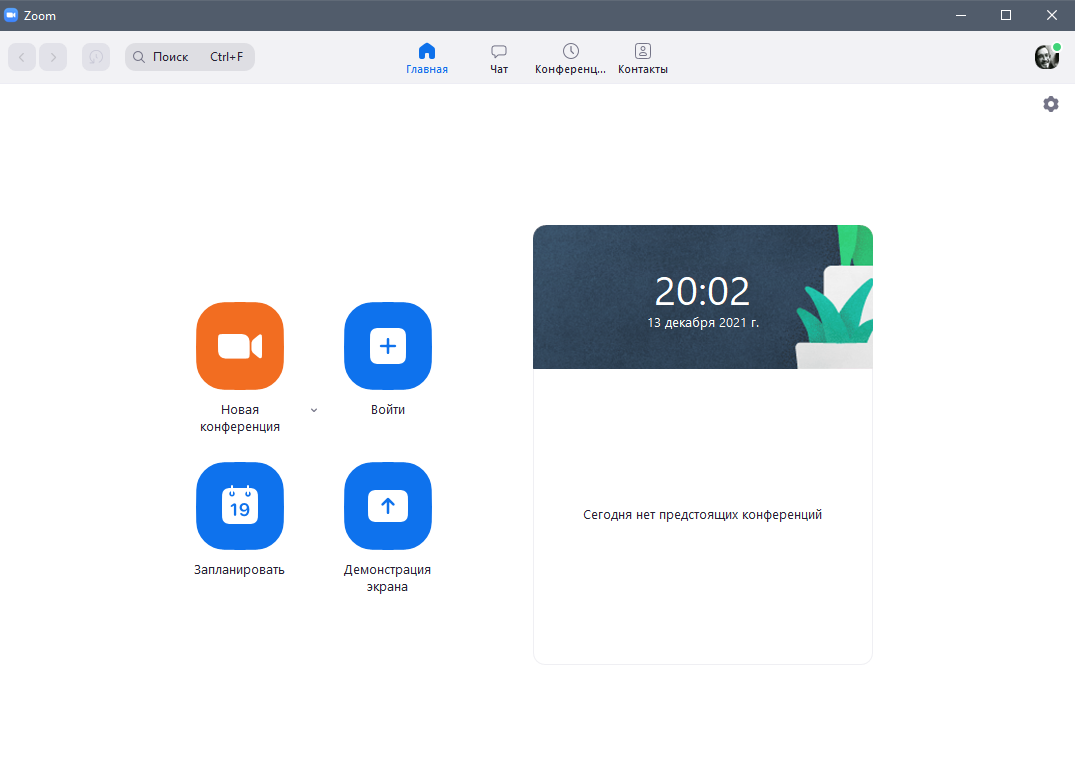 Zoom
Поиск Ctrl+F
Главная
Чат
Конференц...
Контакты
20:02
13 декабря 2021 г.
Новая
конференция
Войти
19
Запланировать
Демонстрация
экрана
Сегодня нет предстоящих конференций